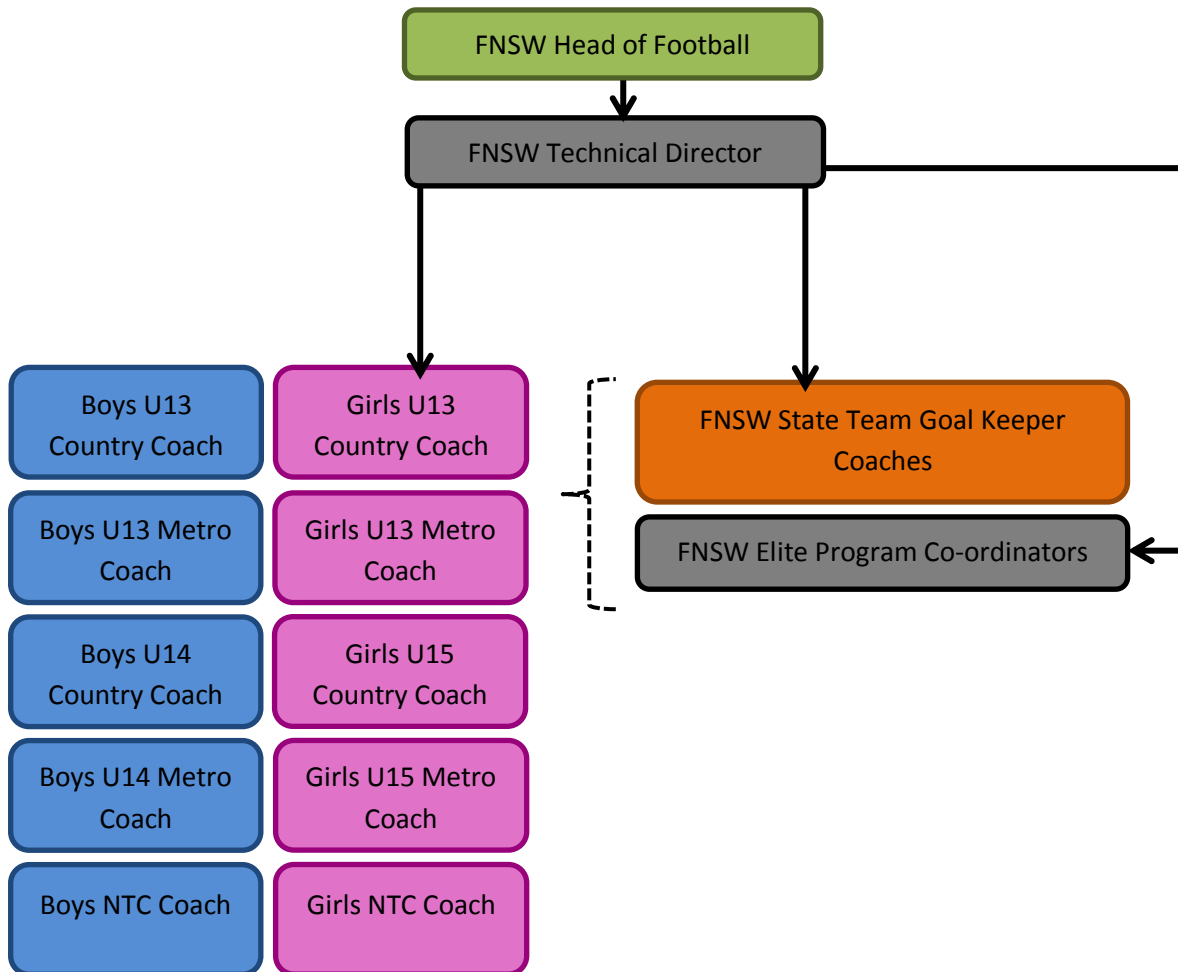 FNSW Head of Football
FNSW Technical Director
Boys U13
Country Coach
Girls U13
Country Coach
FNSW State Team Goal Keeper
Coaches
Boys U13 Metro
Coach
Girls U13 Metro
Coach
FNSW Elite Program Co-ordinators
Boys U14
Country Coach
Girls U15
Country Coach
Boys U14 Metro
Coach
Girls U15 Metro
Coach
Boys NTC Coach
Girls NTC Coach